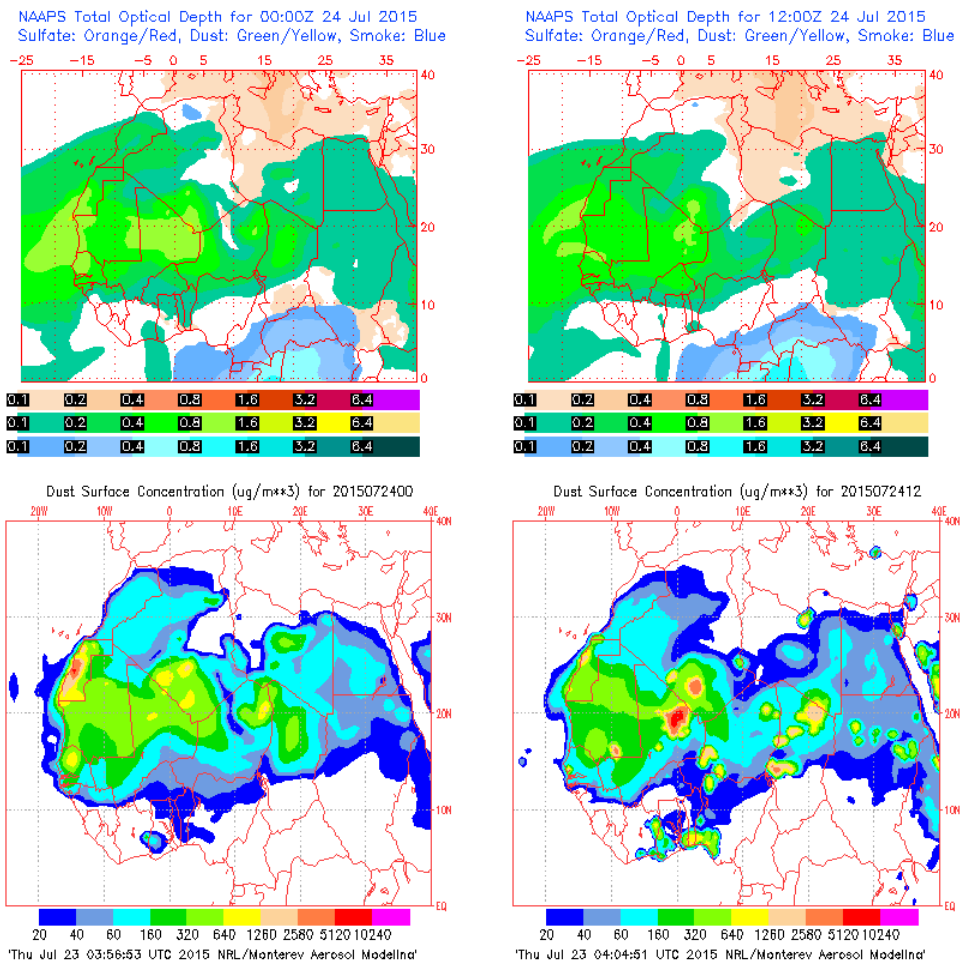 NAAPS Total Optical Depth for 00:00Z 24 Jul 2015
Sulfate: Orange/Red, Dust: Green/Yellow, Smoke: Blue
-25 -15 -5 0 5 15 25 35
40
30
20
10
0
0.1 0.2 0.4 0.8 1.6 3.2 6.4
0.1 0.2 0.4 0.8 1.6 3.2 6.4
0.1 0.2 0.4 0.8 1.6 3.2 6.4
NAAPS Total Optical Depth for 12:00Z 24 Jul 2015
Sulfate: Orange/Red, Dust: Green/Yellow, Smoke: Blue
-25 -15 -5 0 5 15 25 35
40
30
20
10
0
0.1 0.2 0.4 0.8 1.6 3.2 6.4
0.1 0.2 0.4 0.8 1.6 3.2 6.4
0.1 0.2 0.4 0.8 1.6 3.2 6.4
Dust Surface Concentration (ug/m**3) for 2015072400
20W 10W 0 10E 20E 30E 40E
40N
30N
20N
10N
EQ
20 40 60 160 320 640 1260 2580 5120 10240
'Thu Jul 23 03:56:53 UTC 2015 NRL/Monterey Aerosol Modeling'
Dust Surface Concentration (ug/m**3) for 2015072412
20W 10W 0 10E 20E 30E 40E
40N
30N
20N
10N
EQ
20 40 60 160 320 640 1260 2580 5120 10240
'Thu Jul 23 04:04:51 UTC 2015 NRL/Monterey Aerosol Modeling'